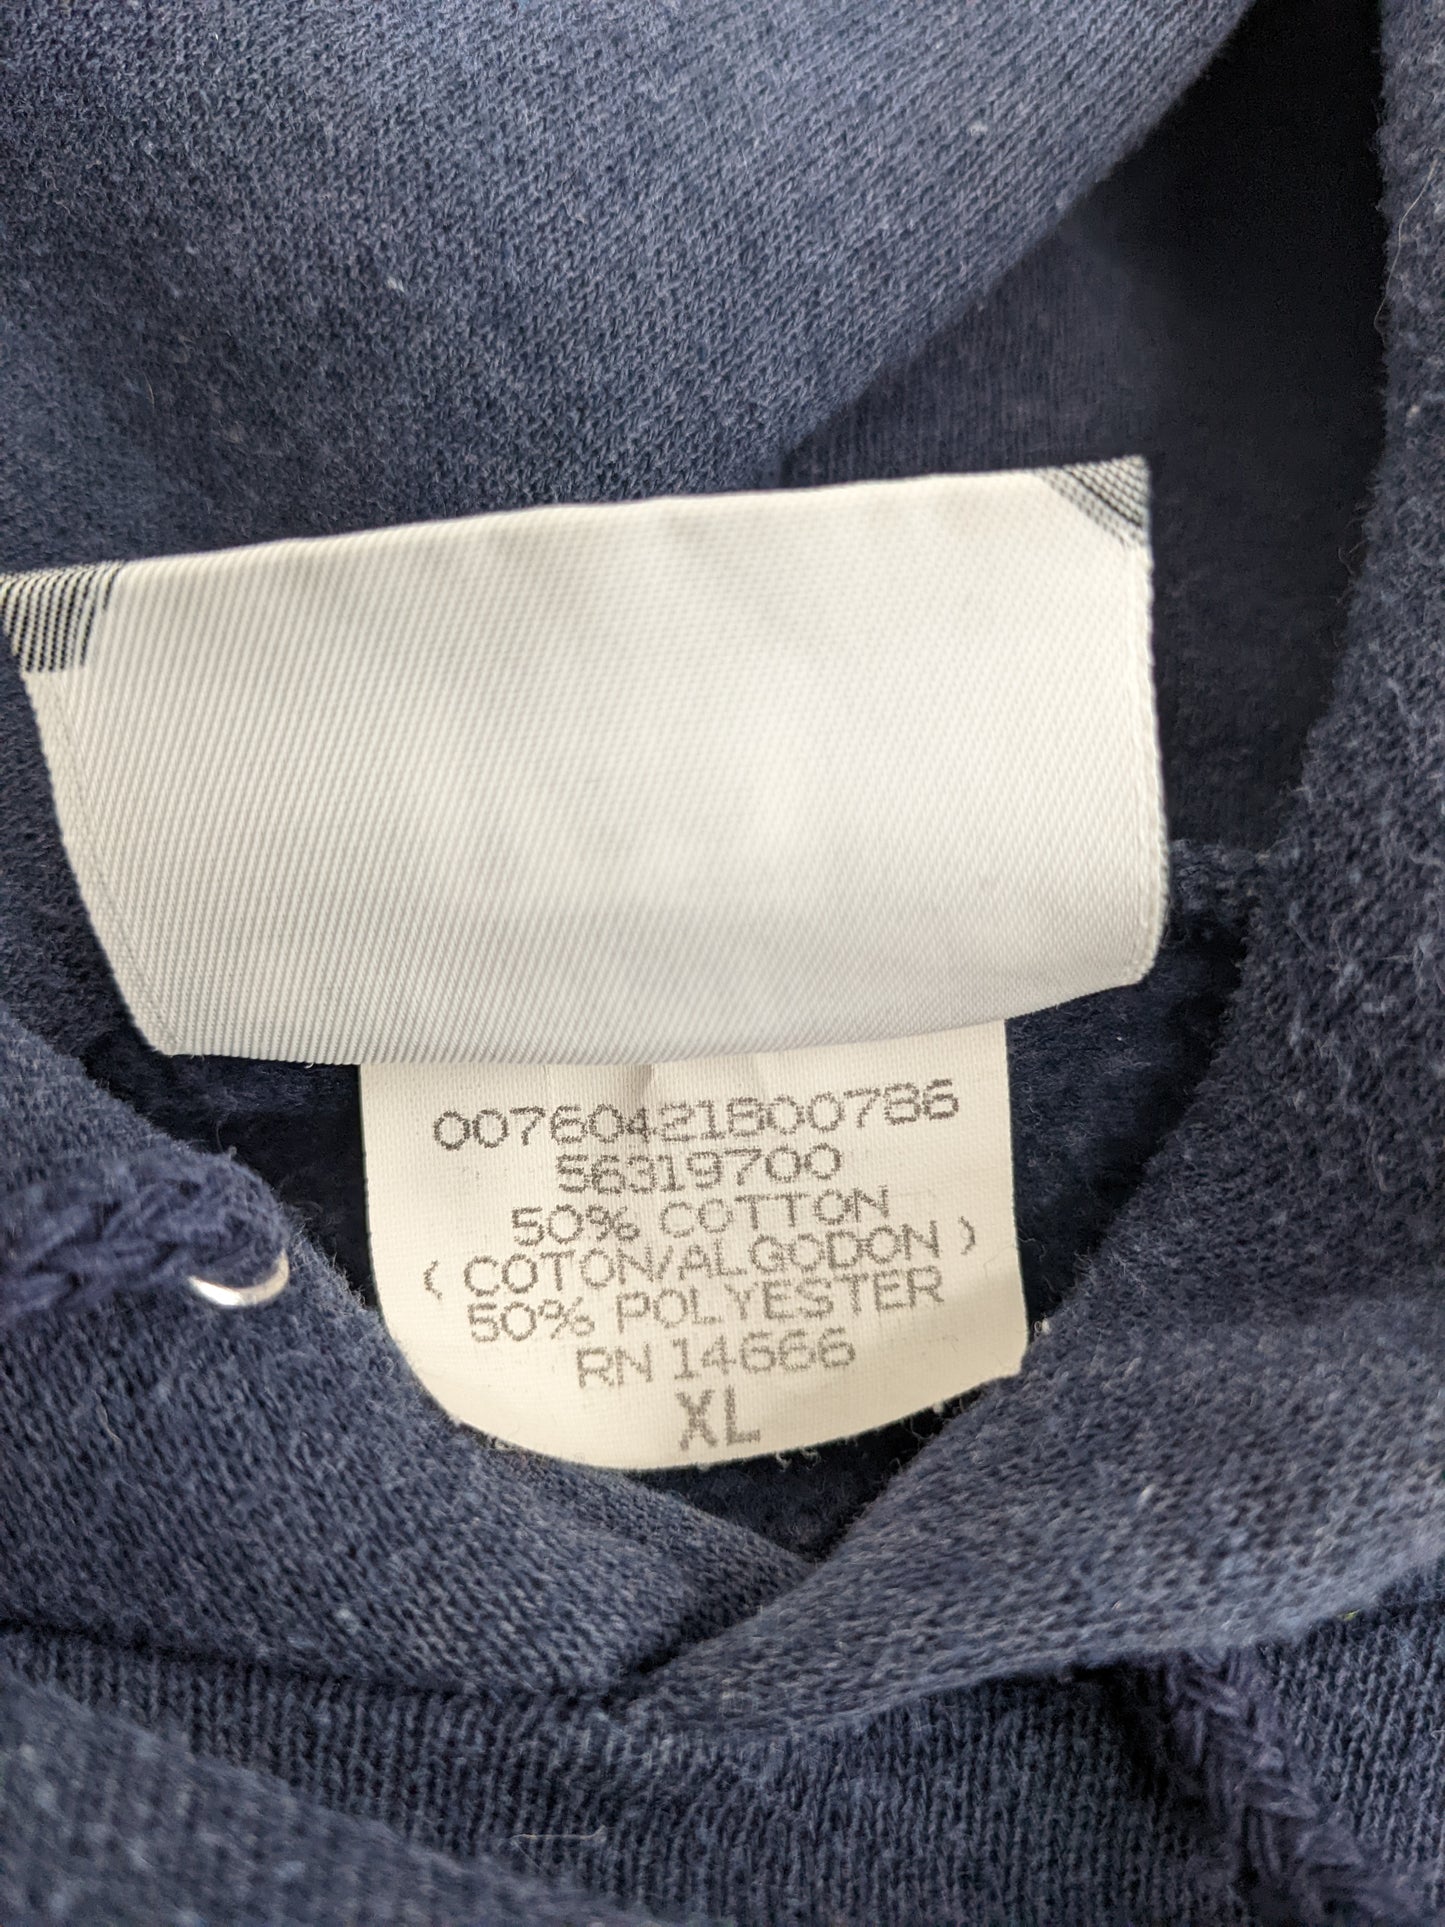 00760421800786
56319700
50% COTTON
( COTON/ALGODON )
50% POLYESTER
RN 14666
XL